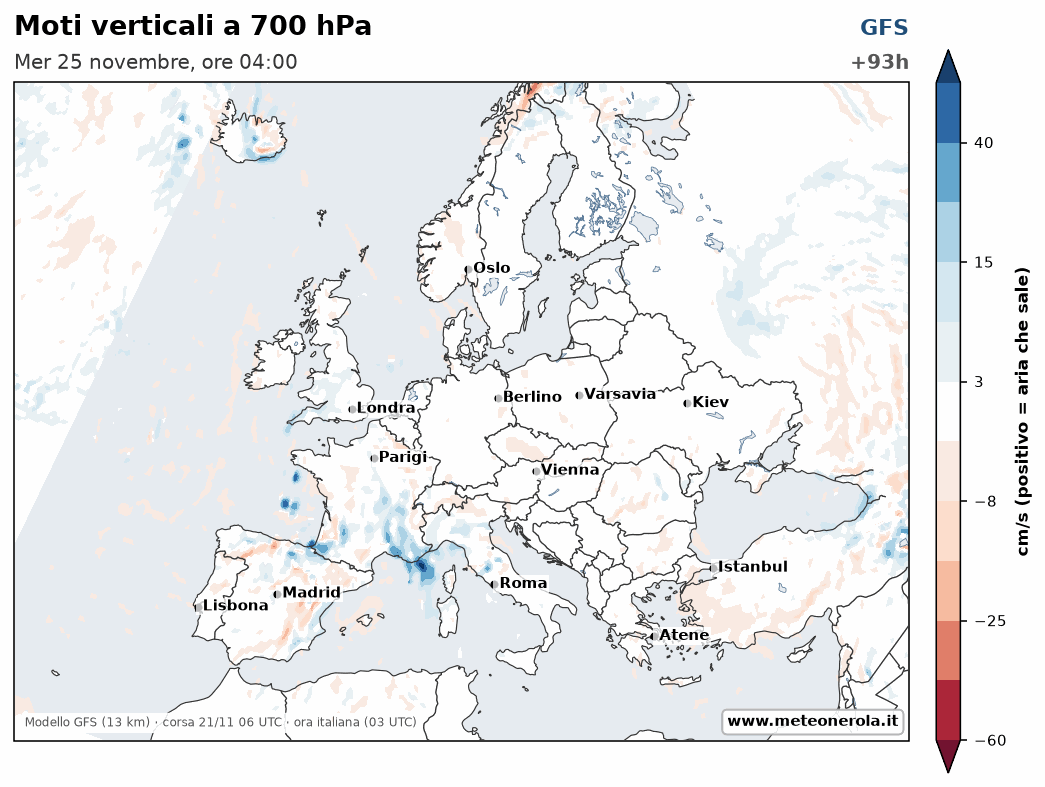 Moti verticali a 700 hPa
GFS
Mer 25 novembre, ore 04:00
+93h
40
15
3
−8
−25
−60
cm/s (positivo = aria che sale)
Oslo
Londra
Berlino
Varsavia
Kiev
Parigi
Vienna
Istanbul
Roma
Madrid
Lisbona
Atene
Modello GFS (13 km) · corsa 21/11 06 UTC · ora italiana (03 UTC)
www.meteonerola.it